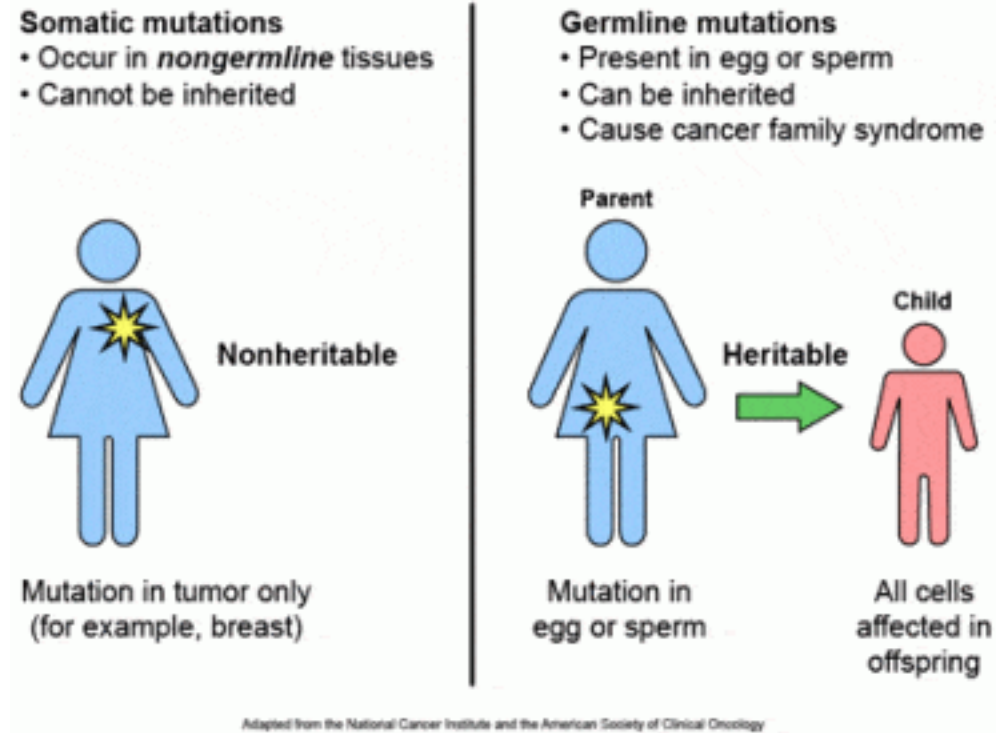 Somatic mutations
• Occur in nongermline tissues
• Cannot be inherited
Nonheritable
Mutation in tumor only
(for example, breast)
Germline mutations
• Present in egg or sperm
• Can be inherited
• Cause cancer family syndrome
Parent
Heritable
Child
Mutation in
egg or sperm
All cells
affected in
offspring
Adapted from the National Cancer Institute and the American Society of Clinical Oncology